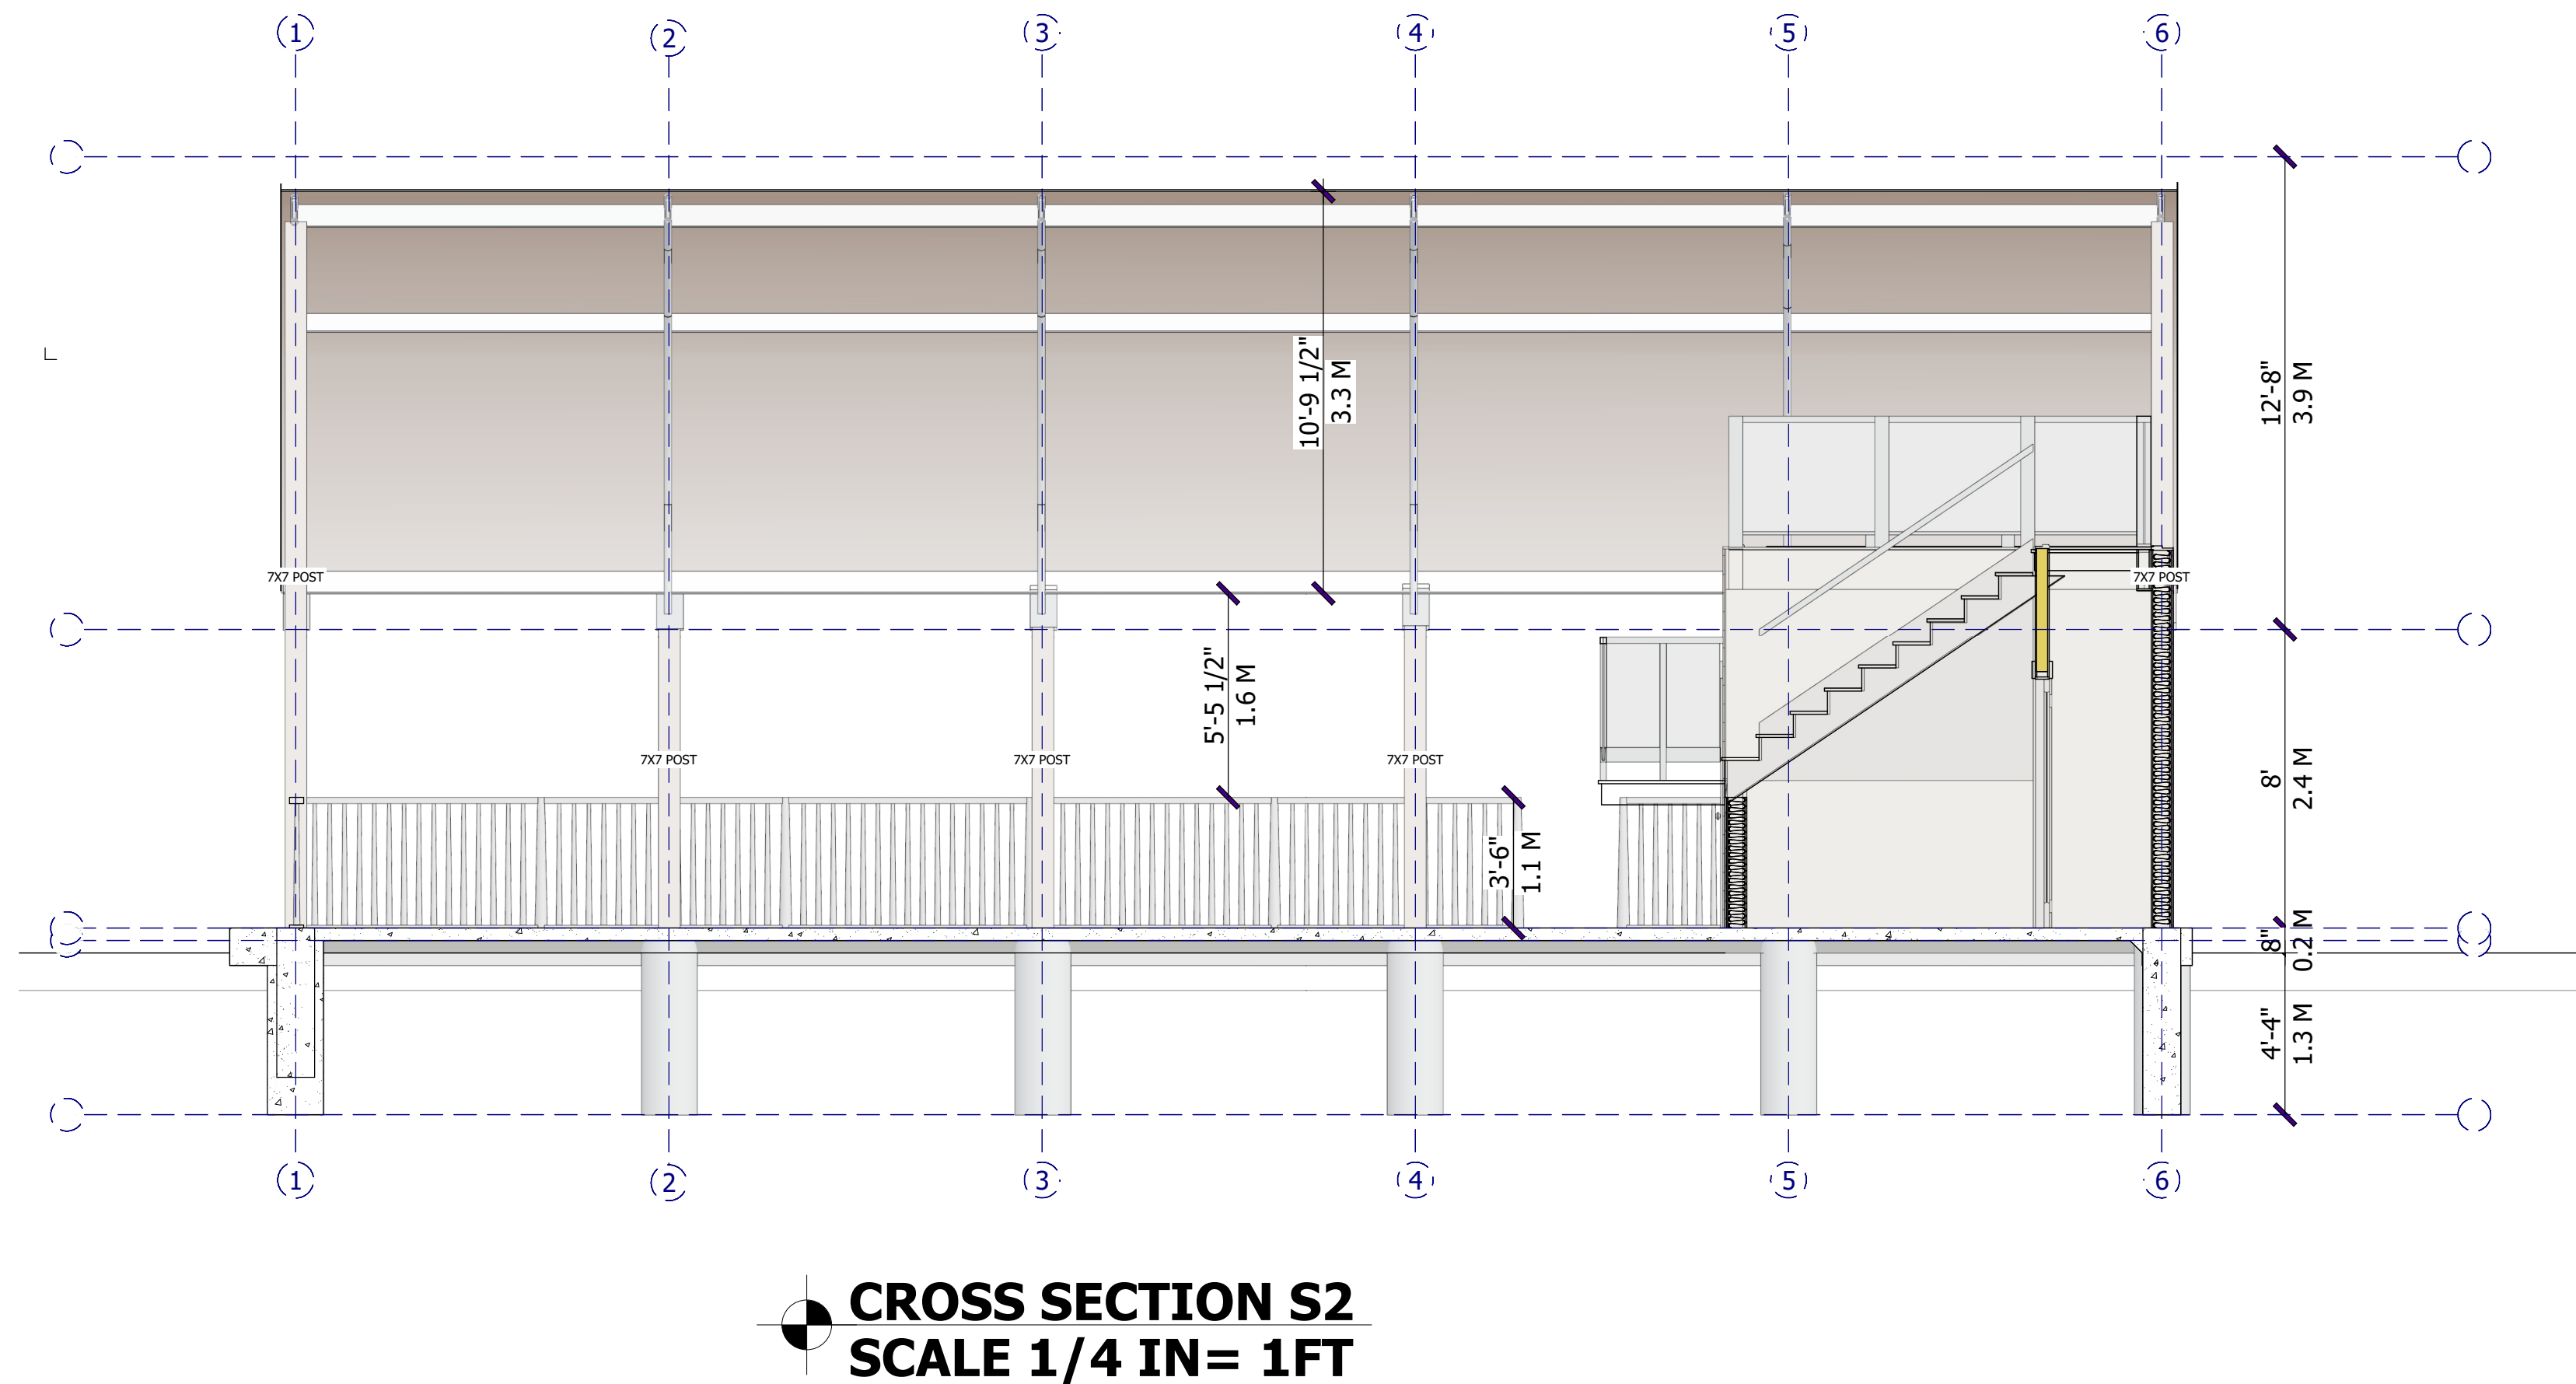 1 2 3 4 5 6
10'-9 1/2"
3.3 M
12'-8"
3.9 M
7X7 POST
7X7 POST
5'-5 1/2"
1.6 M
7X7 POST
7X7 POST
7X7 POST
8'
2.4 M
3'-6"
1.1 M
8"
0.2 M
4'-4"
1.3 M
1 2 3 4 5 6
CROSS SECTION S2
SCALE 1/4 IN= 1FT